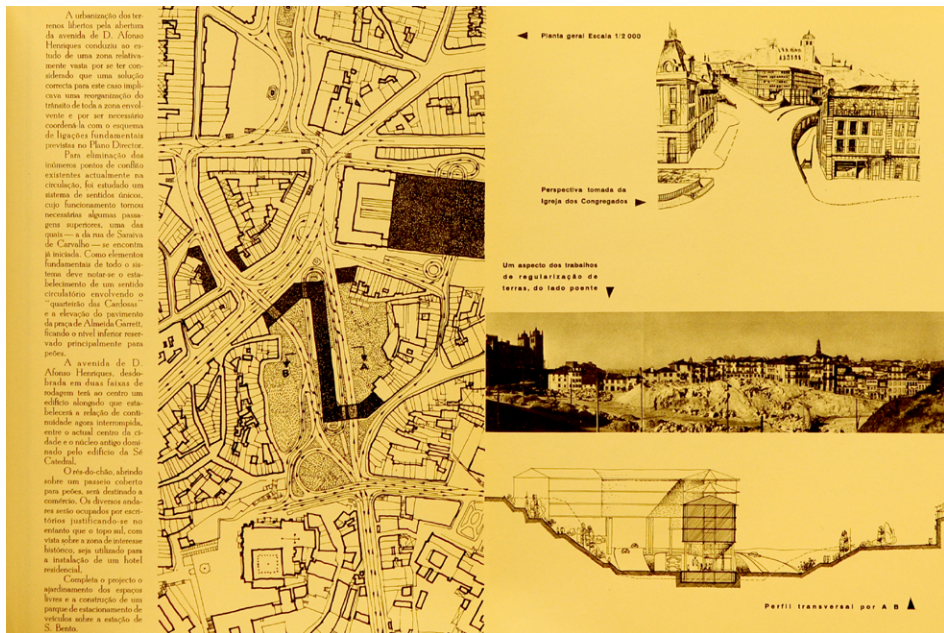 A urbanização dos ter-
renos libertos pela abertura
da avenida de D. Afonso
Henriques conduziu ao es-
tudo de uma zona relativa-
mente vasta por se ter con-
siderado que uma solução
correcta para este caso impli-
cava uma reorganização do
trânsito de toda a zona envol-
vente e por ser necessário
coordená-la com o esquema
de ligações fundamentais
previstas no Plano Director.
Para eliminação dos
inúmeros pontos de conflito
existentes actualmente na
circulação, foi estudado um
sistema de sentidos únicos,
cujo funcionamento tornou
necessárias algumas passa-
gens superiores, uma das
quais — a da rua de Saraiva
de Carvalho — se encontra
já iniciada. Como elementos
fundamentais de todo o sis-
tema deve notar-se o esta-
belecimento de um sentido
circulatório envolvendo o
"quarteirão das Cardosas"
e a elevação do pavimento
da praça de Almeida Garrett,
ficando o nível inferior reser-
vado principalmente para
peões.
A avenida de D.
Afonso Henriques, desdo-
brada em duas faixas de
rodagem terá ao centro um
edifício alongado que esta-
belecerá a relação de conti-
nuidade agora interrompida,
entre o actual centro da ci-
dade e o núcleo antigo domi-
nado pelo edifício da Sé
Catedral.
O rés-do-chão, abrindo
sobre um passeio coberto
para peões, será destinado a
comércio. Os diversos anda-
res serão ocupados por escri-
tórios justificando-se no
entanto que o topo sul, com
vista sobre a zona de interesse
histórico, seja utilizado para
a instalação de um hotel
residencial.
Completa o projecto o
ajardinamento dos espaços
livres e a construção de um
parque de estacionamento de
veículos sobre a estação de
S. Bento.
B
A
Planta geral Escala 1/2 000
Perspectiva tomada da
Igreja dos Congregados
Um aspecto dos trabalhos
de regularização de
terras, do lado poente
Perfil transversal por A B